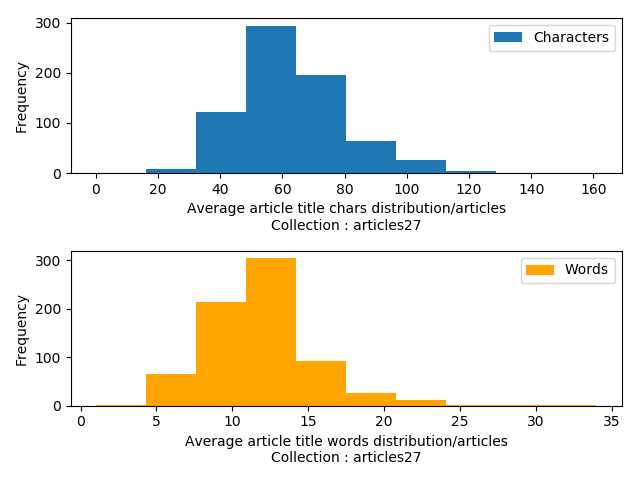 300
200
100
0
Frequency
Characters
0 20 40 60 80 100 120 140 160
Average article title chars distribution/articles
Collection : articles27
300
200
100
0
Frequency
Words
0 5 10 15 20 25 30 35
Average article title words distribution/articles
Collection : articles27